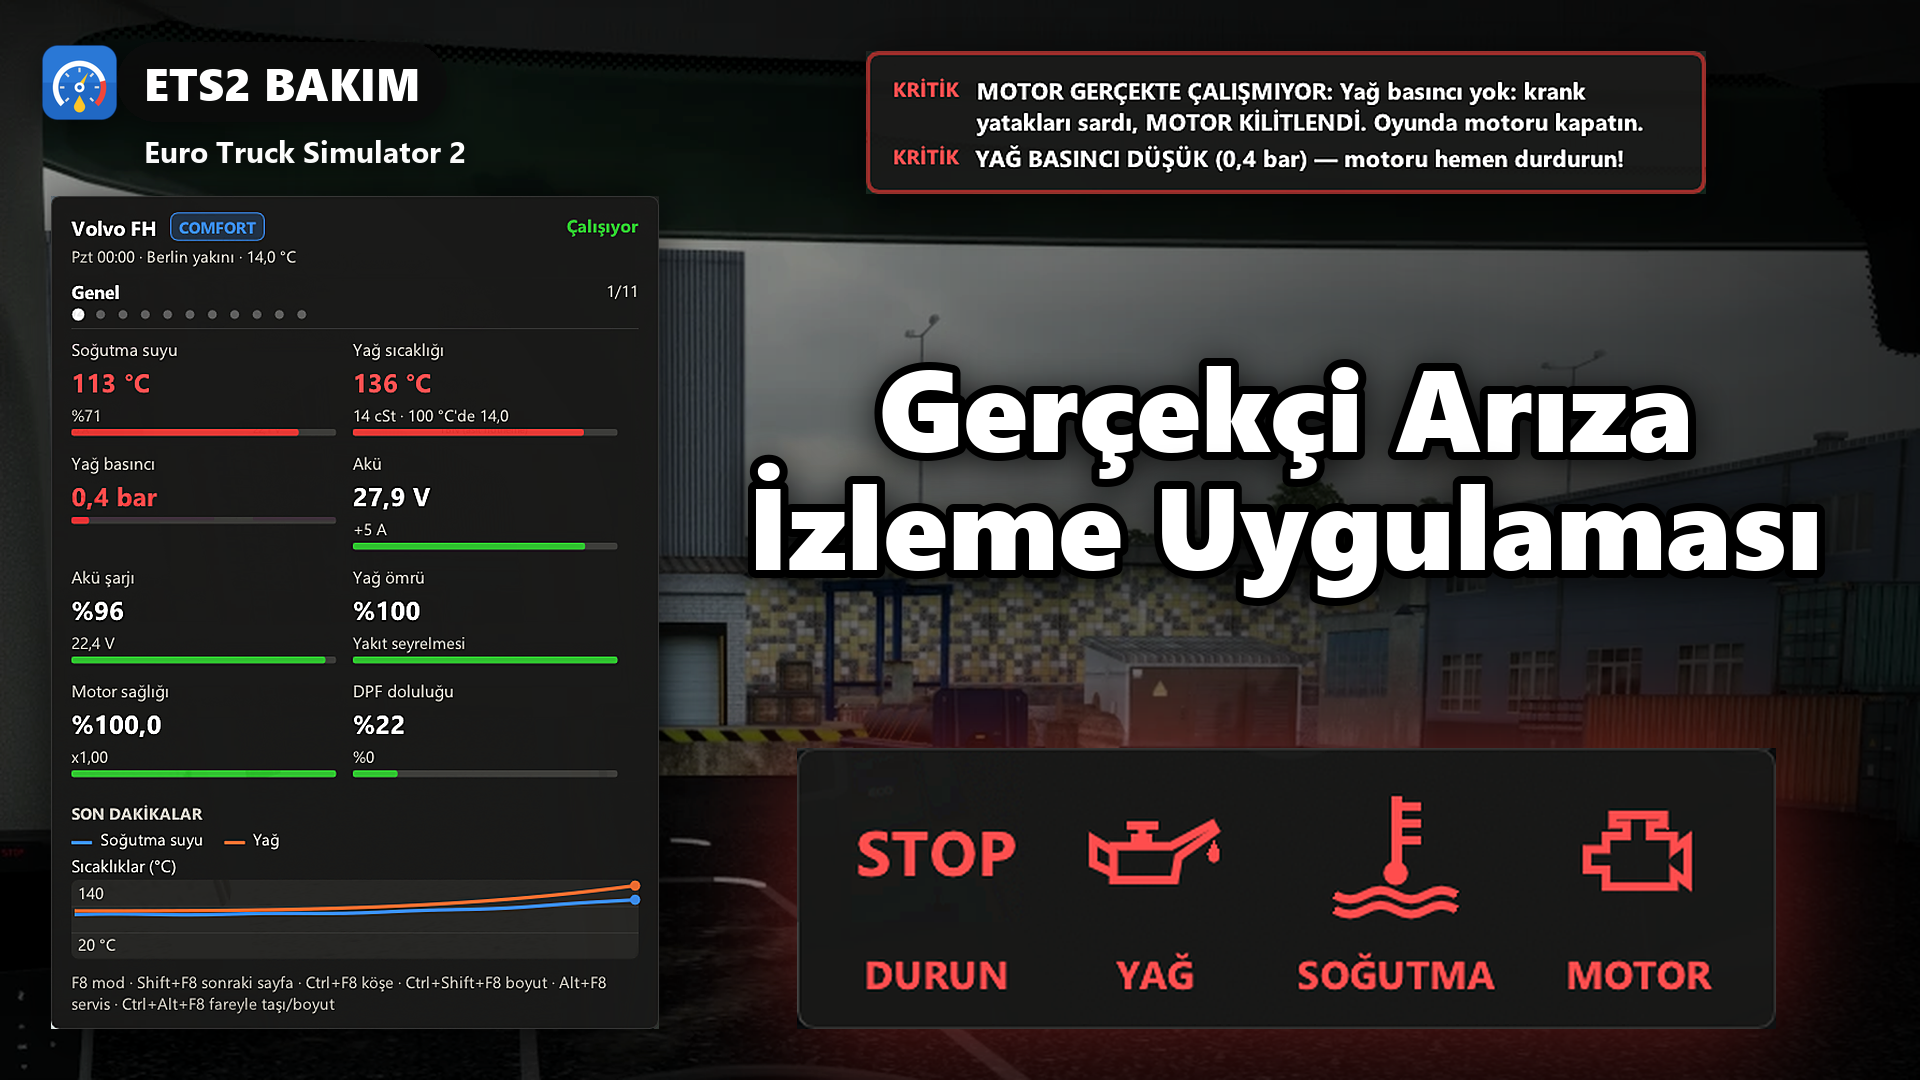 ETS2 BAKIM
Euro Truck Simulator 2
KRİTİK MOTOR GERÇEKTE ÇALIŞMIYOR: Yağ basıncı yok: krank
yatakları sardı, MOTOR KİLİTLENDİ. Oyunda motoru kapatın.
KRİTİK YAĞ BASINCI DÜŞÜK (0,4 bar) — motoru hemen durdurun!
Volvo FH COMFORT Çalışıyor
Pzt 00:00 · Berlin yakını · 14,0 °C
Genel 1/11
Soğutma suyu Yağ sıcaklığı
113 °C 136 °C
%71 14 cSt · 100 °C'de 14,0
Yağ basıncı Akü
0,4 bar 27,9 V
+5 A
Akü şarjı Yağ ömrü
%96 %100
22,4 V Yakıt seyrelmesi
Motor sağlığı DPF doluluğu
%100,0 %22
x1,00 %0
SON DAKİKALAR
Soğutma suyu Yağ
Sıcaklıklar (°C)
140
20 °C
F8 mod · Shift+F8 sonraki sayfa · Ctrl+F8 köşe · Ctrl+Shift+F8 boyut · Alt+F8
servis · Ctrl+Alt+F8 fareyle taşı/boyut
Gerçekçi Arıza
İzleme Uygulaması
STOP
DURUN YAĞ SOĞUTMA MOTOR